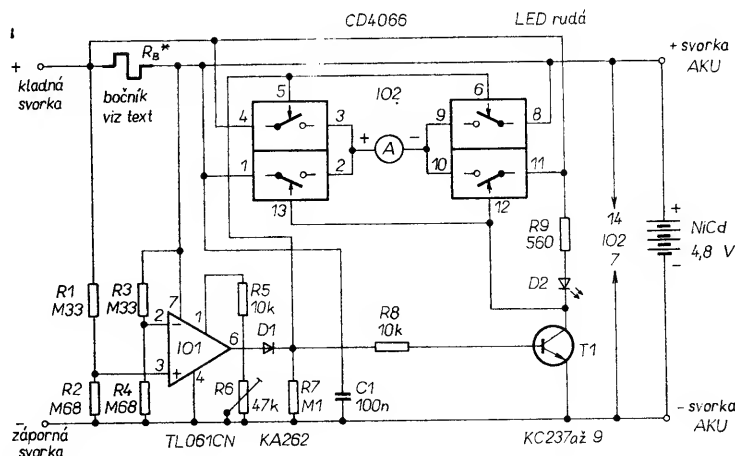 CD4066
LED rudá
+
R_B*
+ svorka
AKU
kladná
svorka
bočník
viz text
5
IO2
6
4
3
9
8
+
A
-
1
2
10
11
13
12
R9
560
14
IO2
7
+
NiCd
4,8 V
-
R1
M33
R3
M33
7
1
R5
10k
D2
2
-
IO1
6
D1
R8
10k
T1
3
+
4
R2
M68
R4
M68
R6
47k
R7
M1
C1
100n
-
záporná
svorka
TL061CN
KA262
KC237až 9
- svorka
AKU